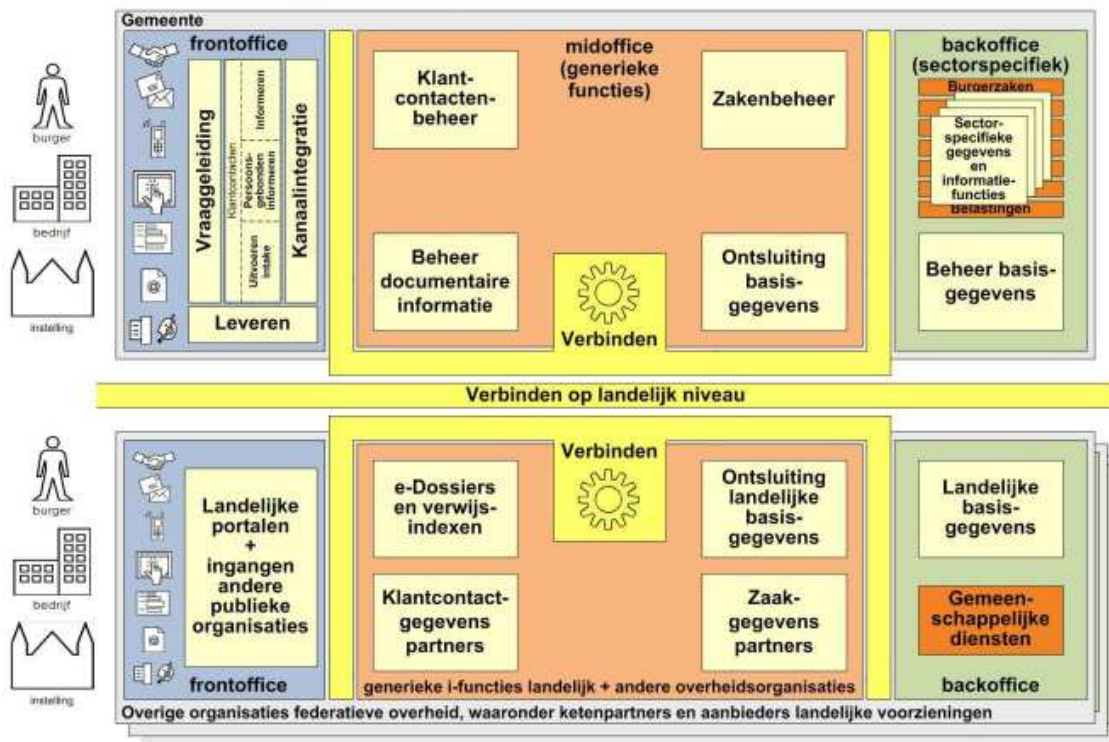 Gemeente
frontoffice
burger
bedrijf
instelling
Vraaggeleiding
Klantcontacten
Informeren
Persoons-
gebonden
informeren
Uitvoeren
intake
Kanaalintegratie
Leveren
midoffice
(generieke
functies)
Klant-
contacten-
beheer
Zakenbeheer
Beheer
documentaire
informatie
Verbinden
Ontsluiting
basis-
gegevens
backoffice
(sectorspecifiek)
Burgerzaken
Sector-
specifieke
gegevens
en
informatie-
functies
Belastingen
Beheer basis-
gegevens
Verbinden op landelijk niveau
burger
bedrijf
instelling
Landelijke
portalen
+
ingangen
andere
publieke
organisaties
frontoffice
e-Dossiers
en verwijs-
indexen
Verbinden
Ontsluiting
landelijke
basis-
gegevens
Klantcontact-
gegevens
partners
Zaak-
gegevens
partners
generieke i-functies landelijk + andere overheidsorganisaties
Landelijke
basis-
gegevens
Gemeen-
schappelijke
diensten
backoffice
Overige organisaties federatieve overheid, waaronder ketenpartners en aanbieders landelijke voorzieningen